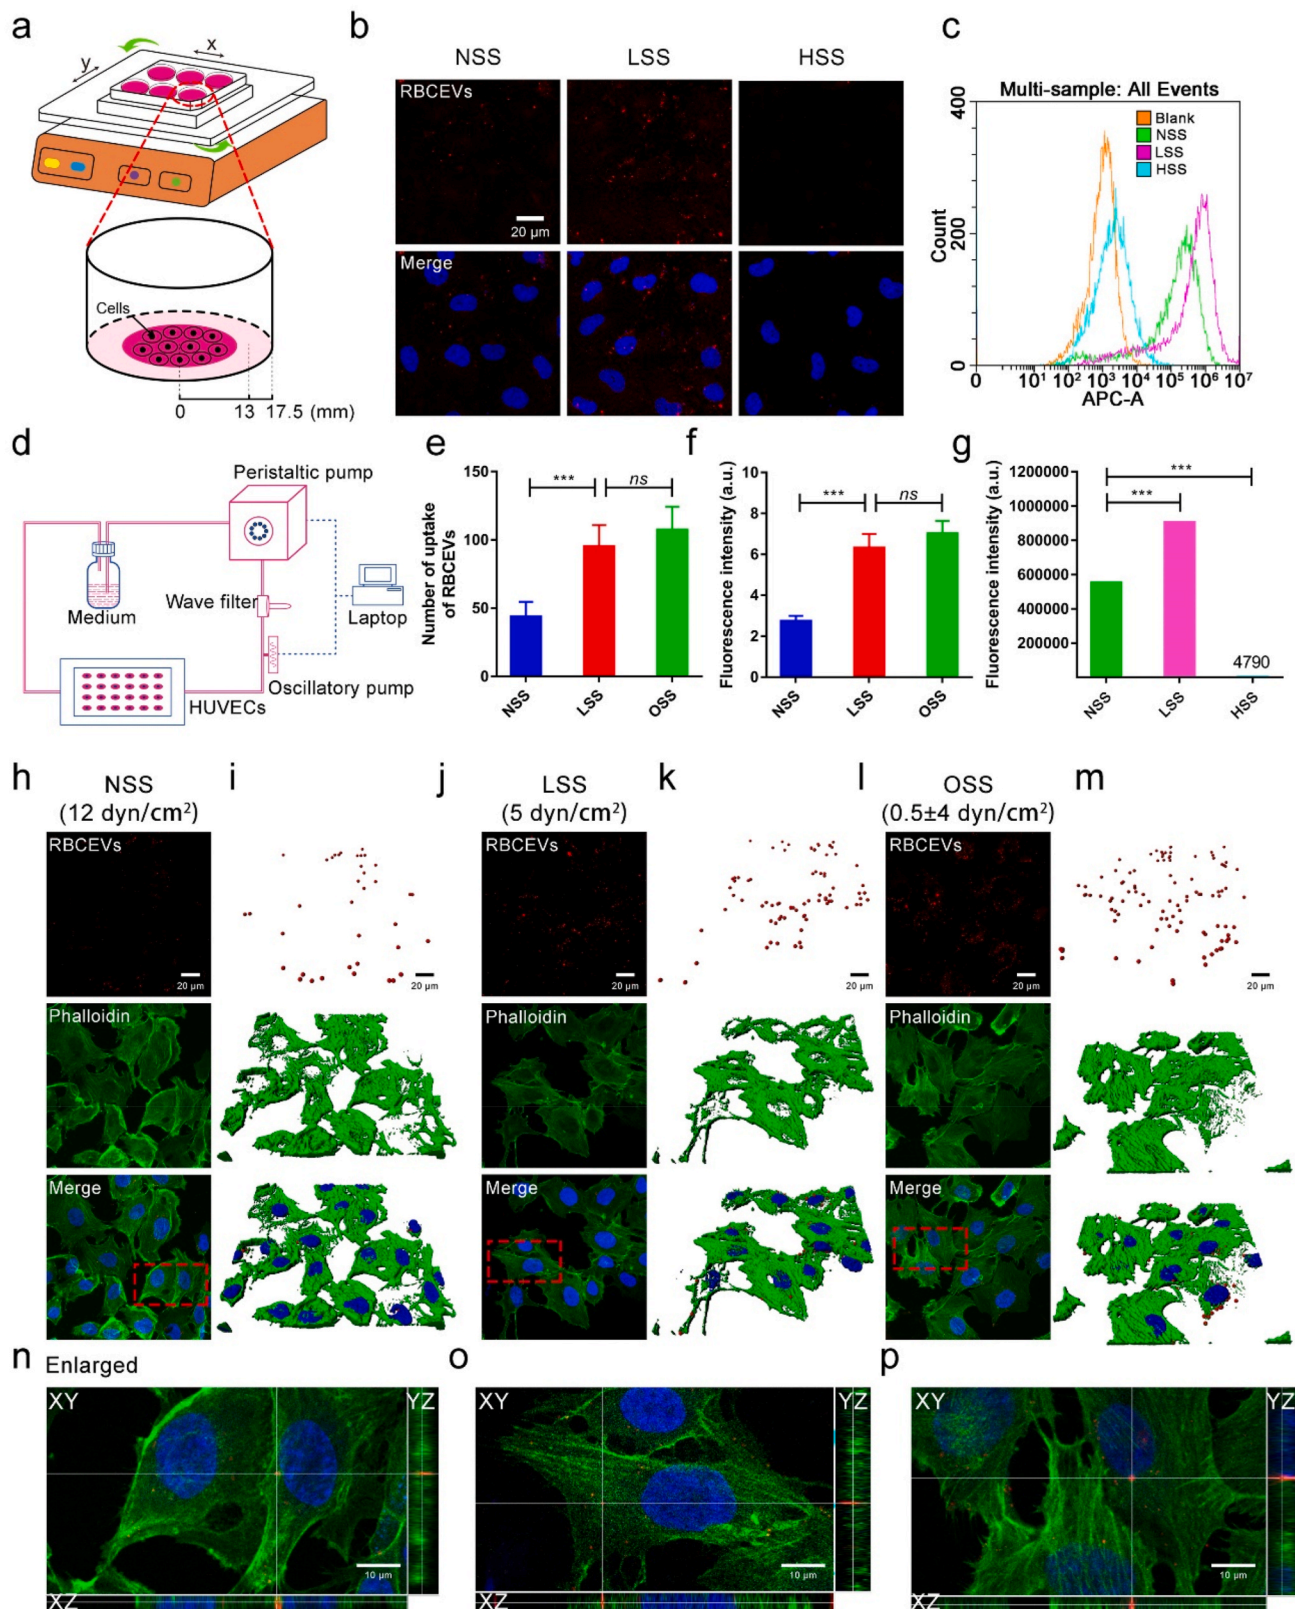 a
x
y
Cells
0 13 17.5 (mm)
b
NSS LSS HSS
RBCEVs
20 μm
Merge
c
Multi-sample: All Events
400
200
0
Count
Blank
NSS
LSS
HSS
0 10¹ 10² 10³ 10⁴ 10⁵ 10⁶ 10⁷
APC-A
d
Peristaltic pump
Medium
Wave filter
Laptop
Oscillatory pump
HUVECs
e
Number of uptake
of RBCEVs
150
100
50
0
*** ns
NSS LSS OSS
f
Fluorescence intensity (a.u.)
10
8
6
4
2
0
*** ns
NSS LSS OSS
g
Fluorescence intensity (a.u.)
1200000
1000000
800000
600000
400000
200000
***
***
4790
NSS LSS HSS
h
NSS
(12 dyn/cm²)
RBCEVs
20 μm
Phalloidin
Merge
i
20 μm
j
LSS
(5 dyn/cm²)
RBCEVs
20 μm
Phalloidin
Merge
k
20 μm
l
OSS
(0.5±4 dyn/cm²)
RBCEVs
20 μm
Phalloidin
Merge
m
20 μm
n Enlarged
XY
YZ
10 μm
XZ
o
XY
YZ
10 μm
XZ
p
XY
YZ
10 μm
XZ